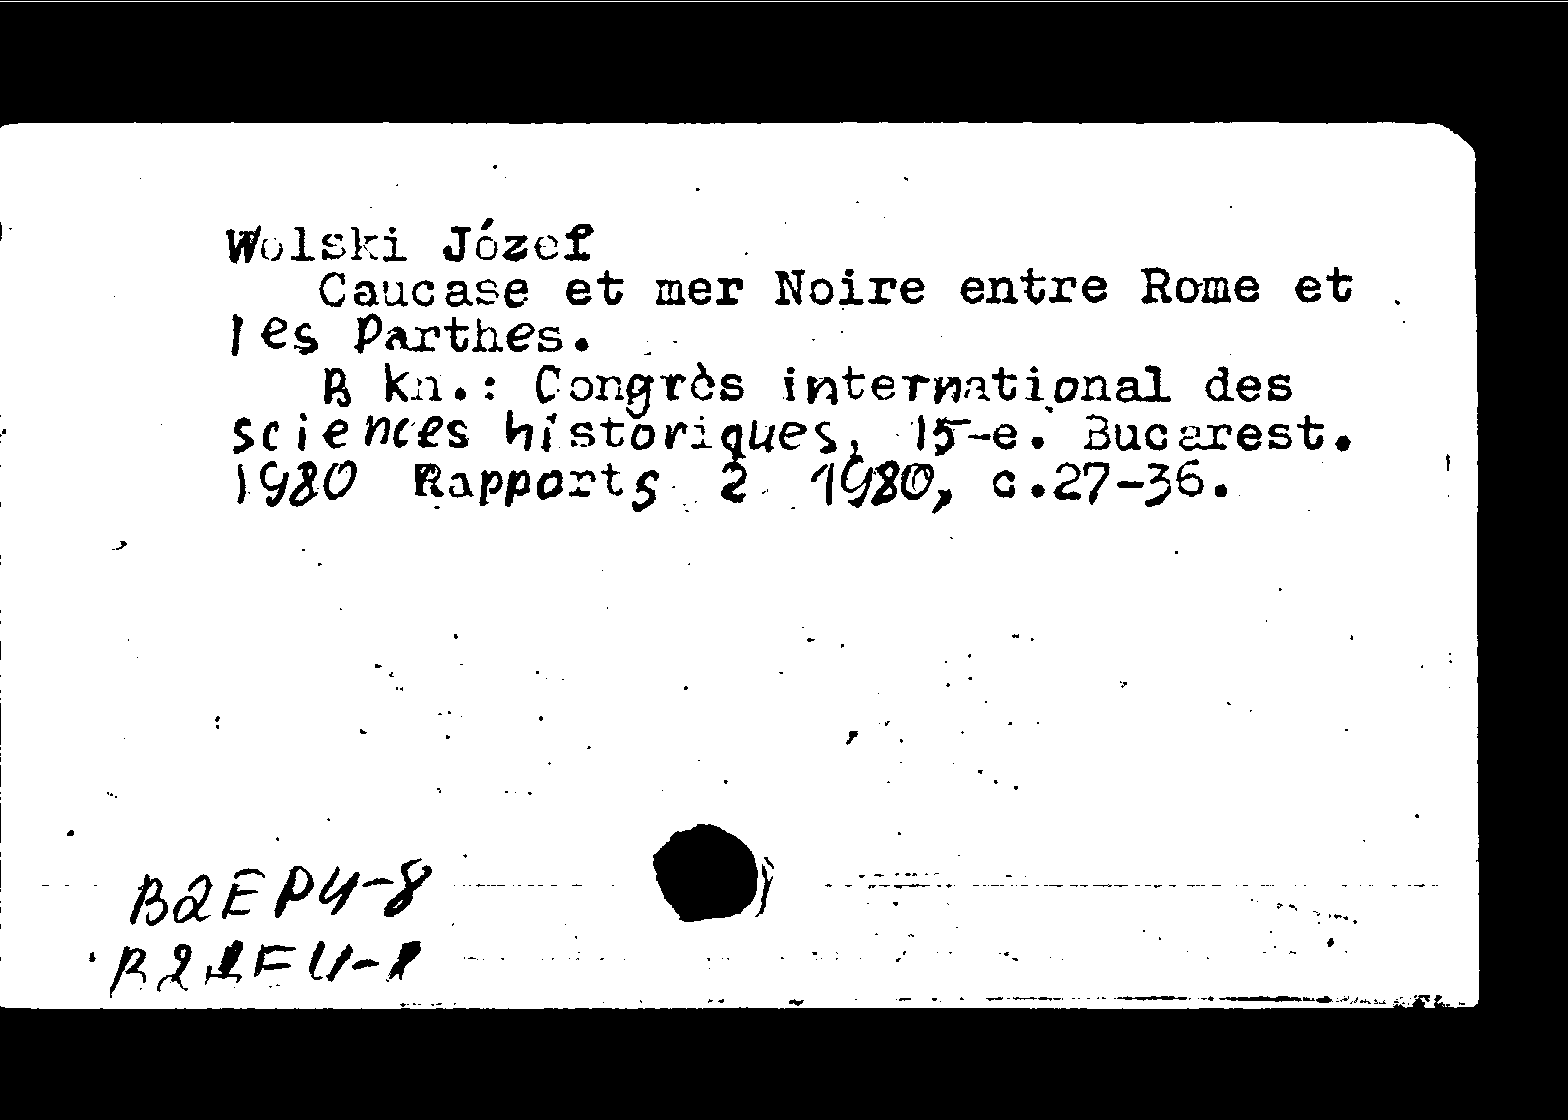 Wolski Józef
Caucase et mer Noire entre Rome et
les Parthes.
B kn.: Congrès international des
sciences historiques, 15-e. Bucarest.
1980 Rapports 2 1980, c.27-36.
B2EP4-8